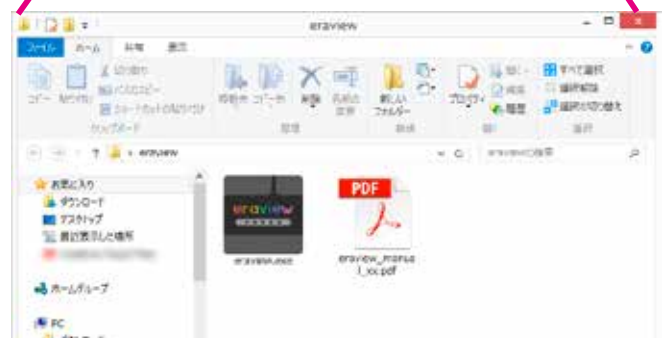 eraview
ファイル ホーム 共有 表示
コピー 貼り付け 切り取り
パスのコピー
ショートカットの貼り付け
クリップボード
移動先 コピー先 削除 名前の変更
整理
新しいフォルダー
新規
プロパティ
開く
編集
履歴
開く
すべて選択
選択解除
選択の切り替え
選択
eraview
eraviewの検索
お気に入り
ダウンロード
デスクトップ
最近表示した場所
ホームグループ
PC
eraview
eraview.exe
PDF
eraview_manual_xx.pdf